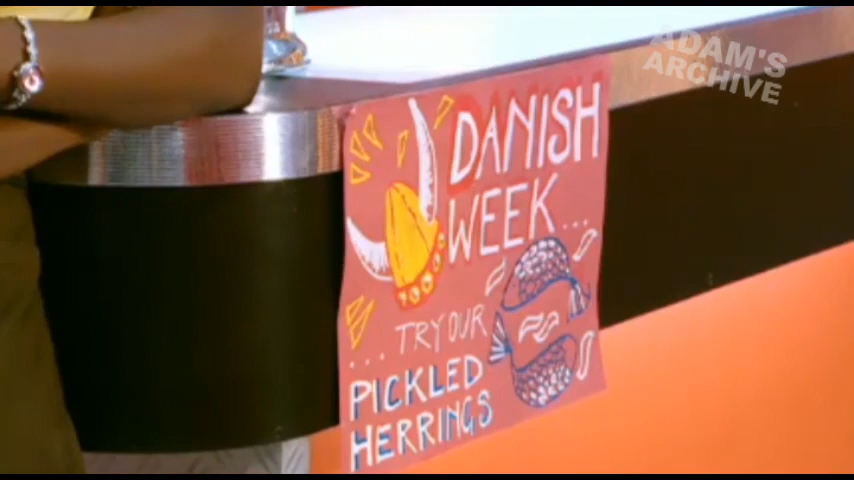 ADAM'S
ARCHIVE
DANISH
WEEK...
...TRY OUR
PICKLED
HERRINGS